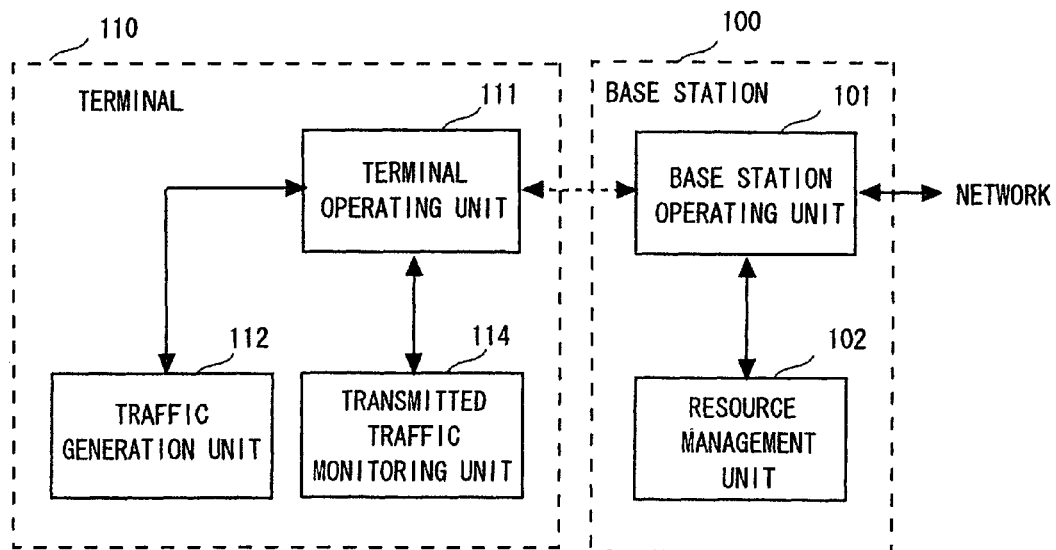 110
100
TERMINAL
BASE STATION
111
101
TERMINAL
OPERATING UNIT
BASE STATION
OPERATING UNIT
NETWORK
112
114
102
TRAFFIC
GENERATION UNIT
TRANSMITTED
TRAFFIC
MONITORING UNIT
RESOURCE
MANAGEMENT
UNIT